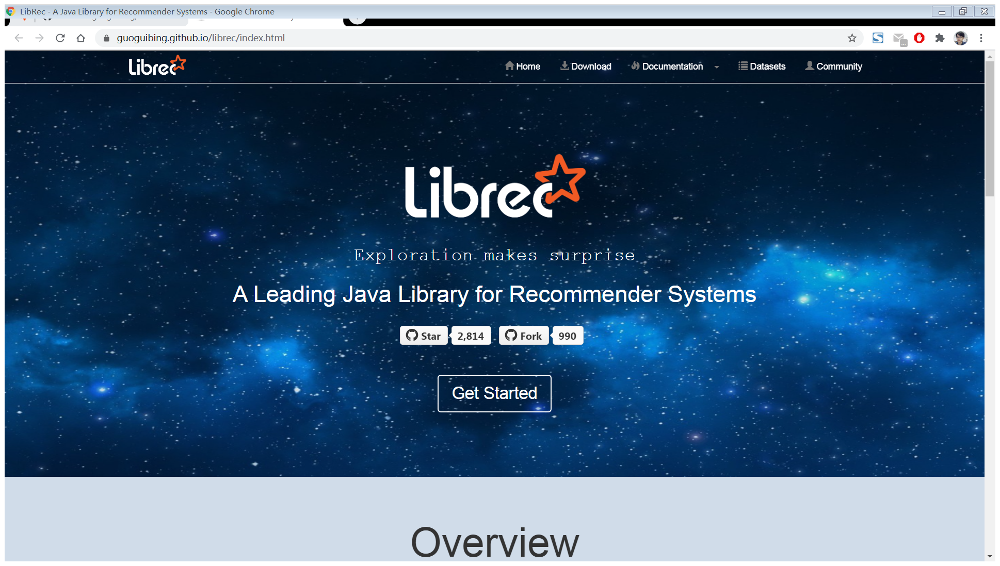 LibRec - A Java Library for Recommender Systems - Google Chrome
guoguibing.github.io/librec/index.html
Librec
Home
Download
Documentation
Datasets
Community
Librec
Exploration makes surprise
A Leading Java Library for Recommender Systems
Star 2,814 Fork 990
Get Started
Overview